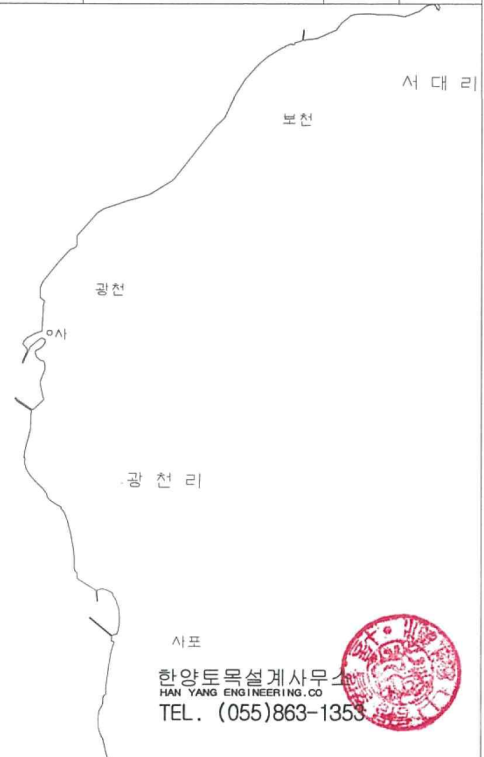 서 대 리
보천
광천
사
광 천 리
사포
한양토목설계사무소
HAN YANG ENGINEERING.CO
TEL. (055)863-1353